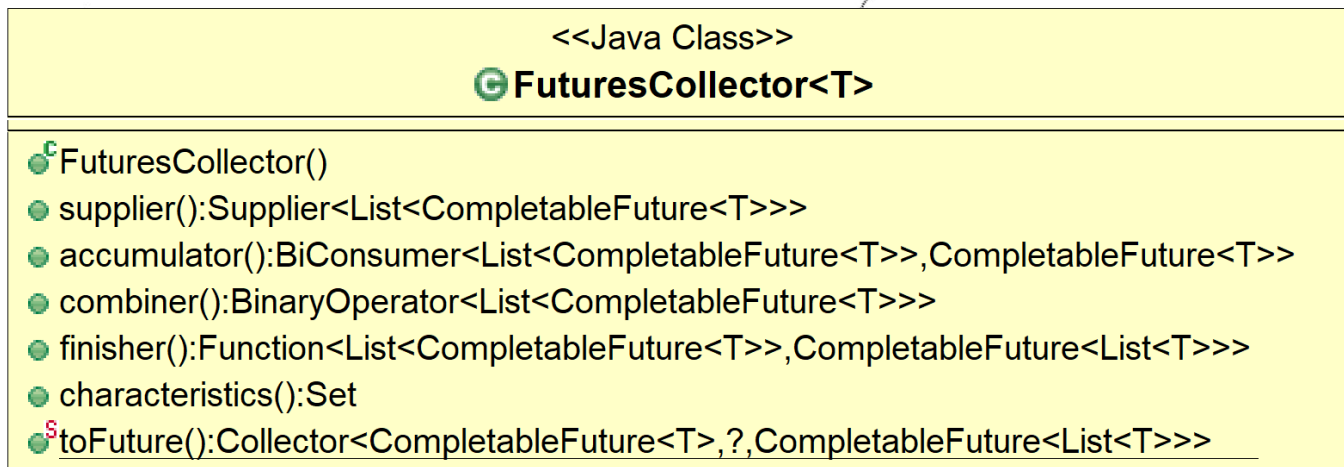 <<Java Class>>
C FuturesCollector<T>
C FuturesCollector()
supplier():Supplier<List<CompletableFuture<T>>>
accumulator():BiConsumer<List<CompletableFuture<T>>,CompletableFuture<T>>
combiner():BinaryOperator<List<CompletableFuture<T>>>
finisher():Function<List<CompletableFuture<T>>,CompletableFuture<List<T>>>
characteristics():Set
S toFuture():Collector<CompletableFuture<T>,?,CompletableFuture<List<T>>>